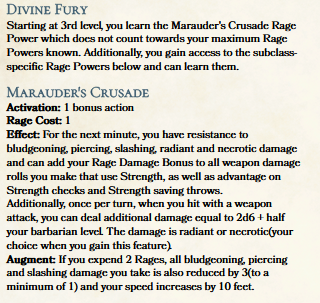 Divine Fury
Starting at 3rd level, you learn the Marauder's Crusade Rage
Power which does not count towards your maximum Rage
Powers known. Additionally, you gain access to the subclass-
specific Rage Powers below and can learn them.
Marauder's Crusade
Activation: 1 bonus action
Rage Cost: 1
Effect: For the next minute, you have resistance to
bludgeoning, piercing, slashing, radiant and necrotic damage
and can add your Rage Damage Bonus to all weapon damage
rolls you make that use Strength, as well as advantage on
Strength checks and Strength saving throws.
Additionally, once per turn, when you hit with a weapon
attack, you can deal additional damage equal to 2d6 + half
your barbarian level. The damage is radiant or necrotic(your
choice when you gain this feature).
Augment: If you expend 2 Rages, all bludgeoning, piercing
and slashing damage you take is also reduced by 3(to a
minimum of 1) and your speed increases by 10 feet.